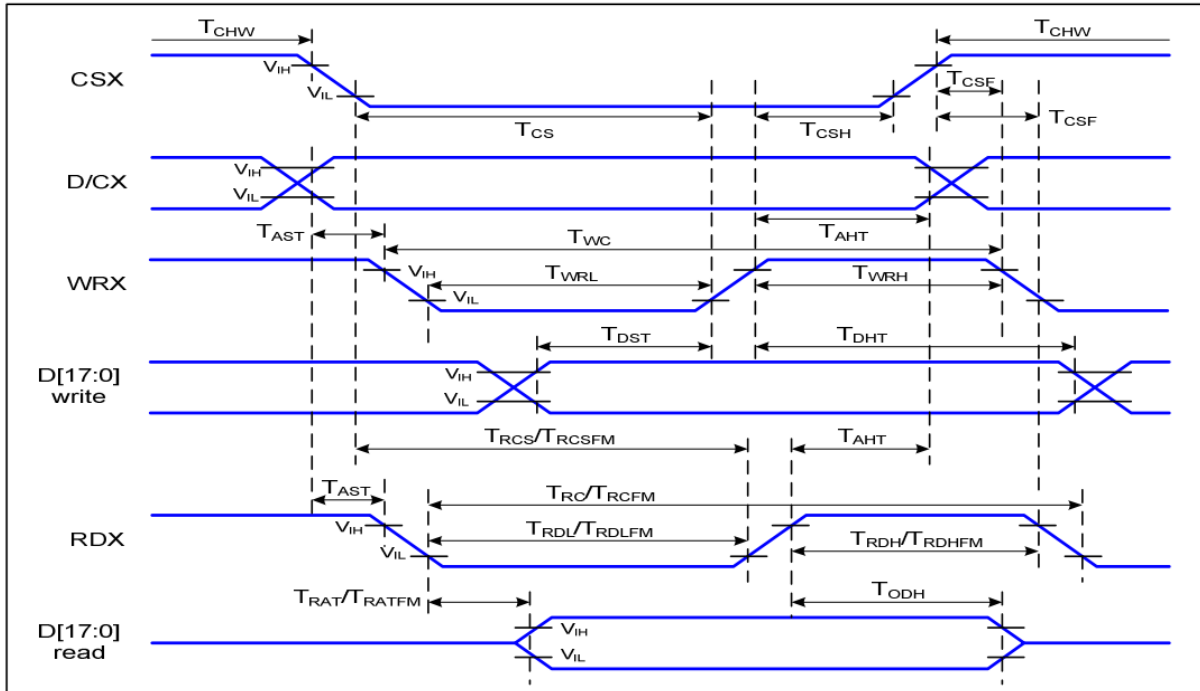 TCHW TCHW
CSX VIH VIL TCSF
TCS TCSH TCSF
D/CX VIH VIL
TAST TWC TAHT
WRX VIH TWRL TWRH
VIL
TDST TDHT
D[17:0]
write
VIH
VIL
TRCS/TRCSFM TAHT
TAST TRC/TRCFM
RDX VIH VIL TRDL/TRDLFM TRDH/TRDHFM
TRAT/TRATFM TODH
D[17:0]
read
VIH
VIL